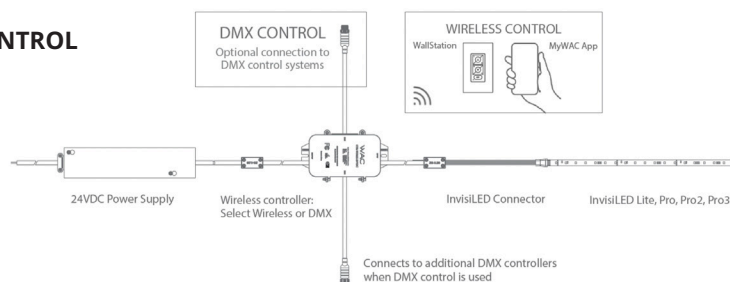 NTROL
DMX CONTROL
Optional connection to
DMX control systems
WIRELESS CONTROL
WallStation
MyWAC App
WAC
24VDC Power Supply
Wireless controller:
Select Wireless or DMX
InvisiLED Connector
InvisiLED Lite, Pro, Pro2, Pro3
Connects to additional DMX controllers
when DMX control is used